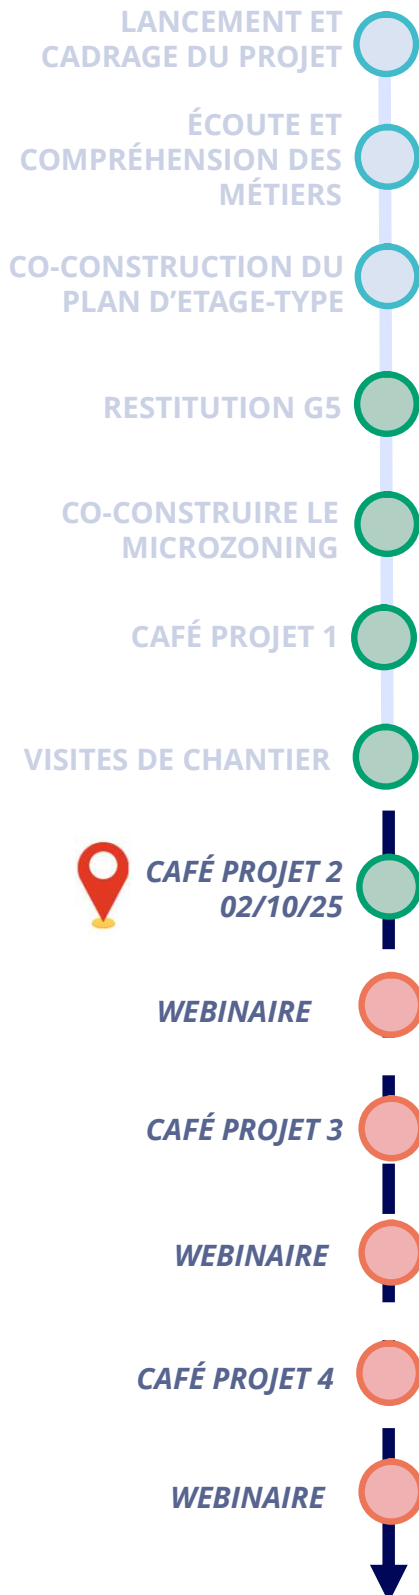 LANCEMENT ET
CADRAGE DU PROJET
ÉCOUTE ET
COMPRÉHENSION DES
MÉTIERS
CO-CONSTRUCTION DU
PLAN D'ETAGE-TYPE
RESTITUTION G5
CO-CONSTRUIRE LE
MICROZONING
CAFÉ PROJET 1
VISITES DE CHANTIER
CAFÉ PROJET 2
02/10/25
WEBINAIRE
CAFÉ PROJET 3
WEBINAIRE
CAFÉ PROJET 4
WEBINAIRE